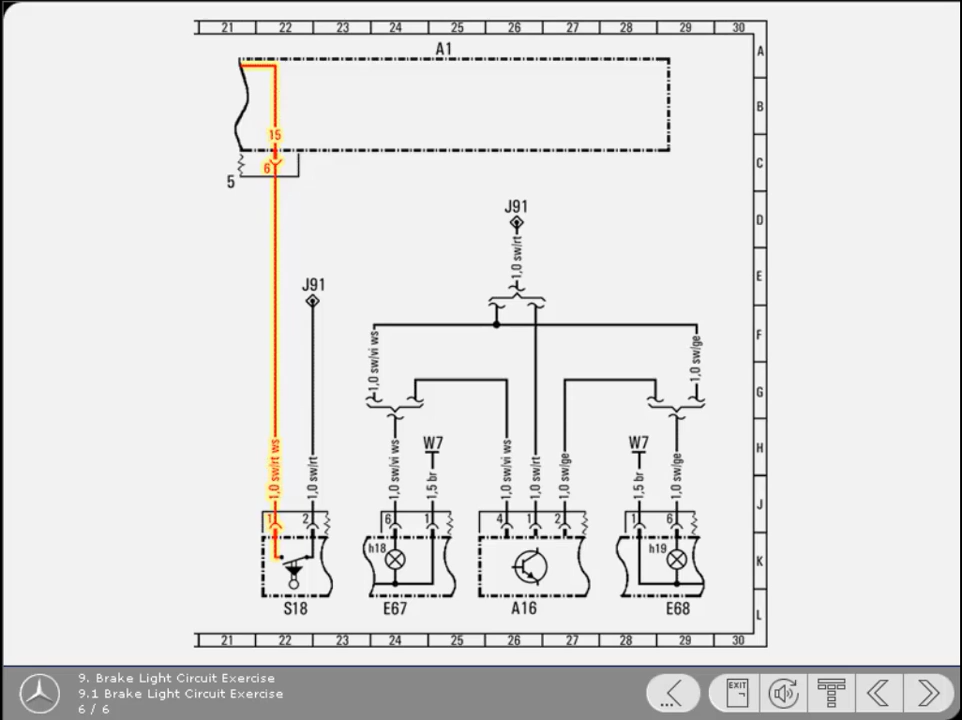 21 22 23 24 25 26 27 28 29 30
A1
A
B
15
C
6
5
D
J91
1,0 sw/rt
E
J91
F
1,0 sw/vi ws
1,0 sw/ge
G
W7
W7
H
1,0 sw/rt ws
1,0 sw/rt
1,0 sw/vi ws
1,5 br
1,0 sw/vi ws
1,0 sw/rt
1,0 sw/ge
1,5 br
1,0 sw/ge
J
1 2 6 1 4 1 2 1 6
h18
h19
K
S18 E67 A16 E68
L
21 22 23 24 25 26 27 28 29 30
9. Brake Light Circuit Exercise
9.1 Brake Light Circuit Exercise
6 / 6
EXIT